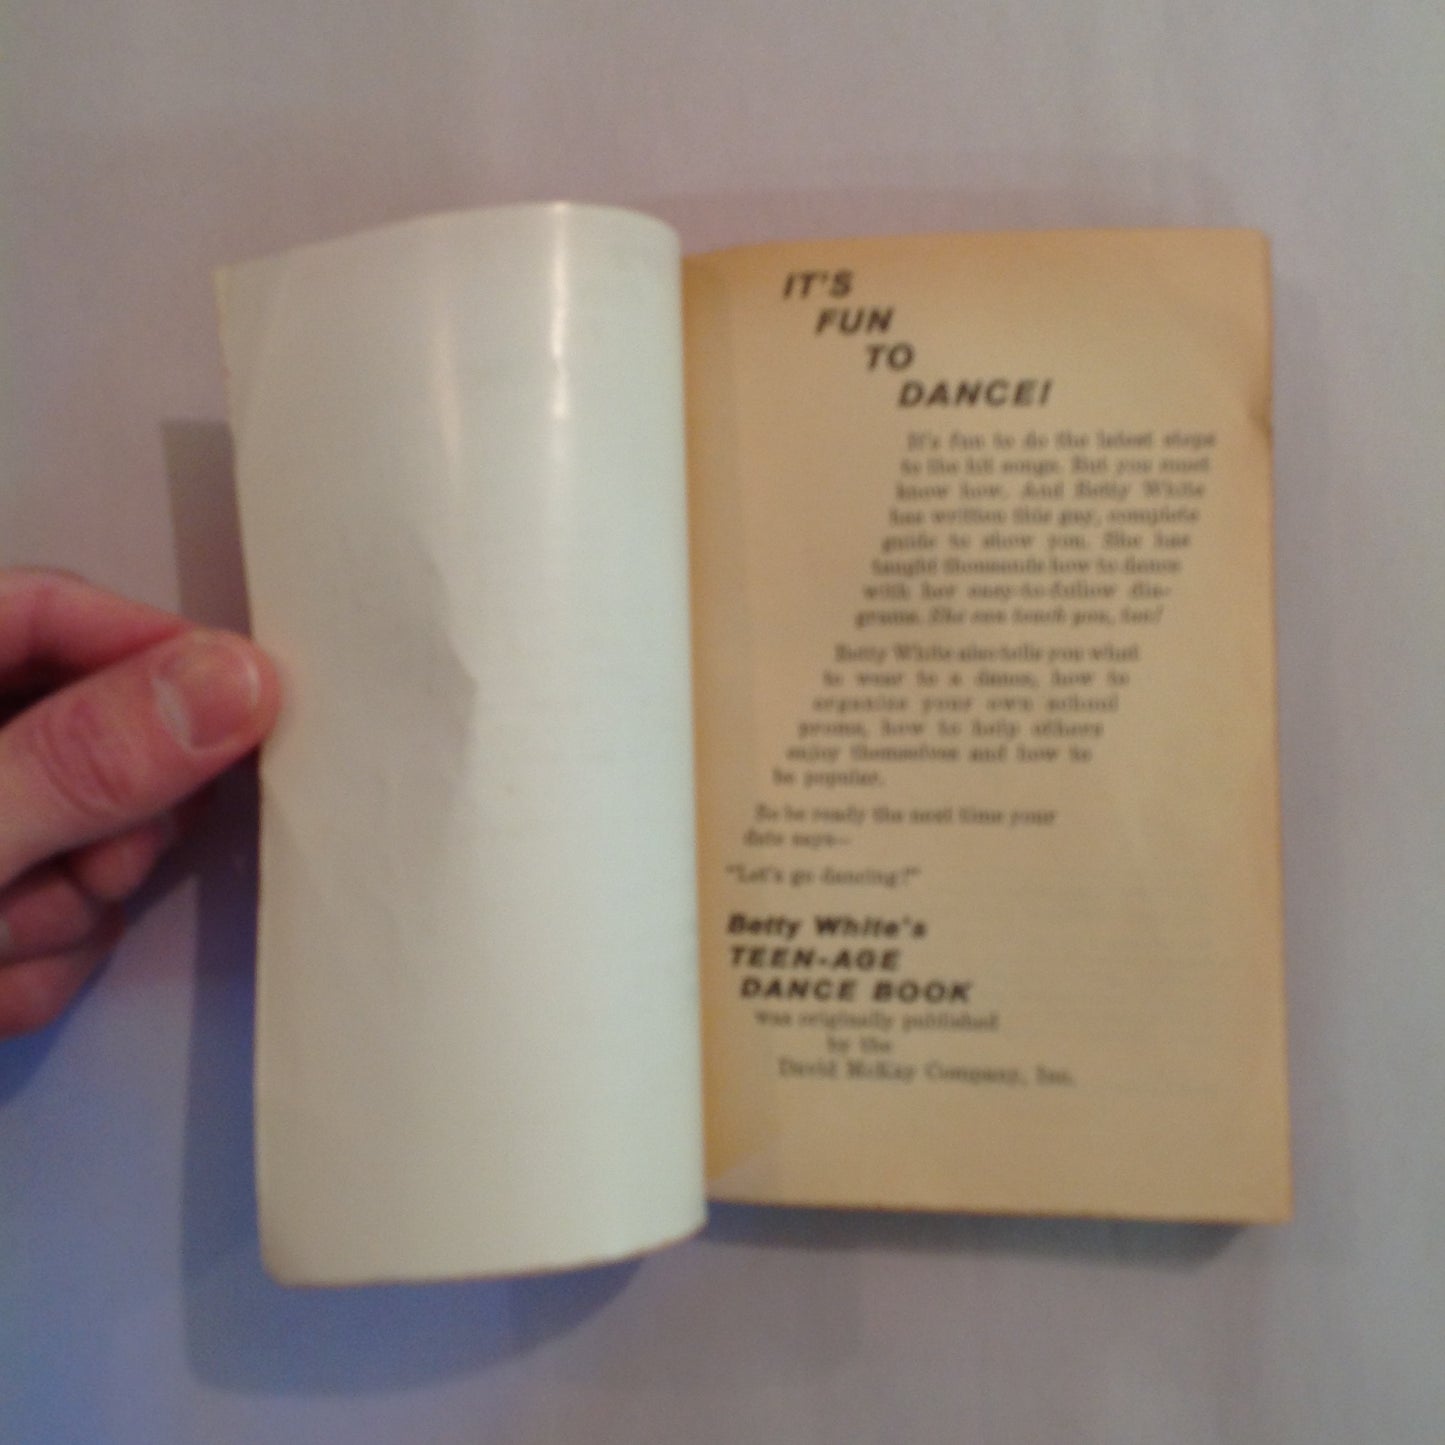 IT'S
FUN
TO
DANCE!
It's fun to do the latest steps
to the hit songs. But you must
know how. And Betty White
has written this gay, complete
guide to show you. She has
taught thousands how to dance
with her easy-to-follow dia-
grams. She can teach you, too!
Betty White also tells you what
to wear to a dance, how to
organize your own school
proms, how to help others
enjoy themselves and how to
be popular.
So be ready the next time your
date says—
"Let's go dancing!"
Betty White's
TEEN-AGE
DANCE BOOK
was originally published
by the
David McKay Company, Inc.